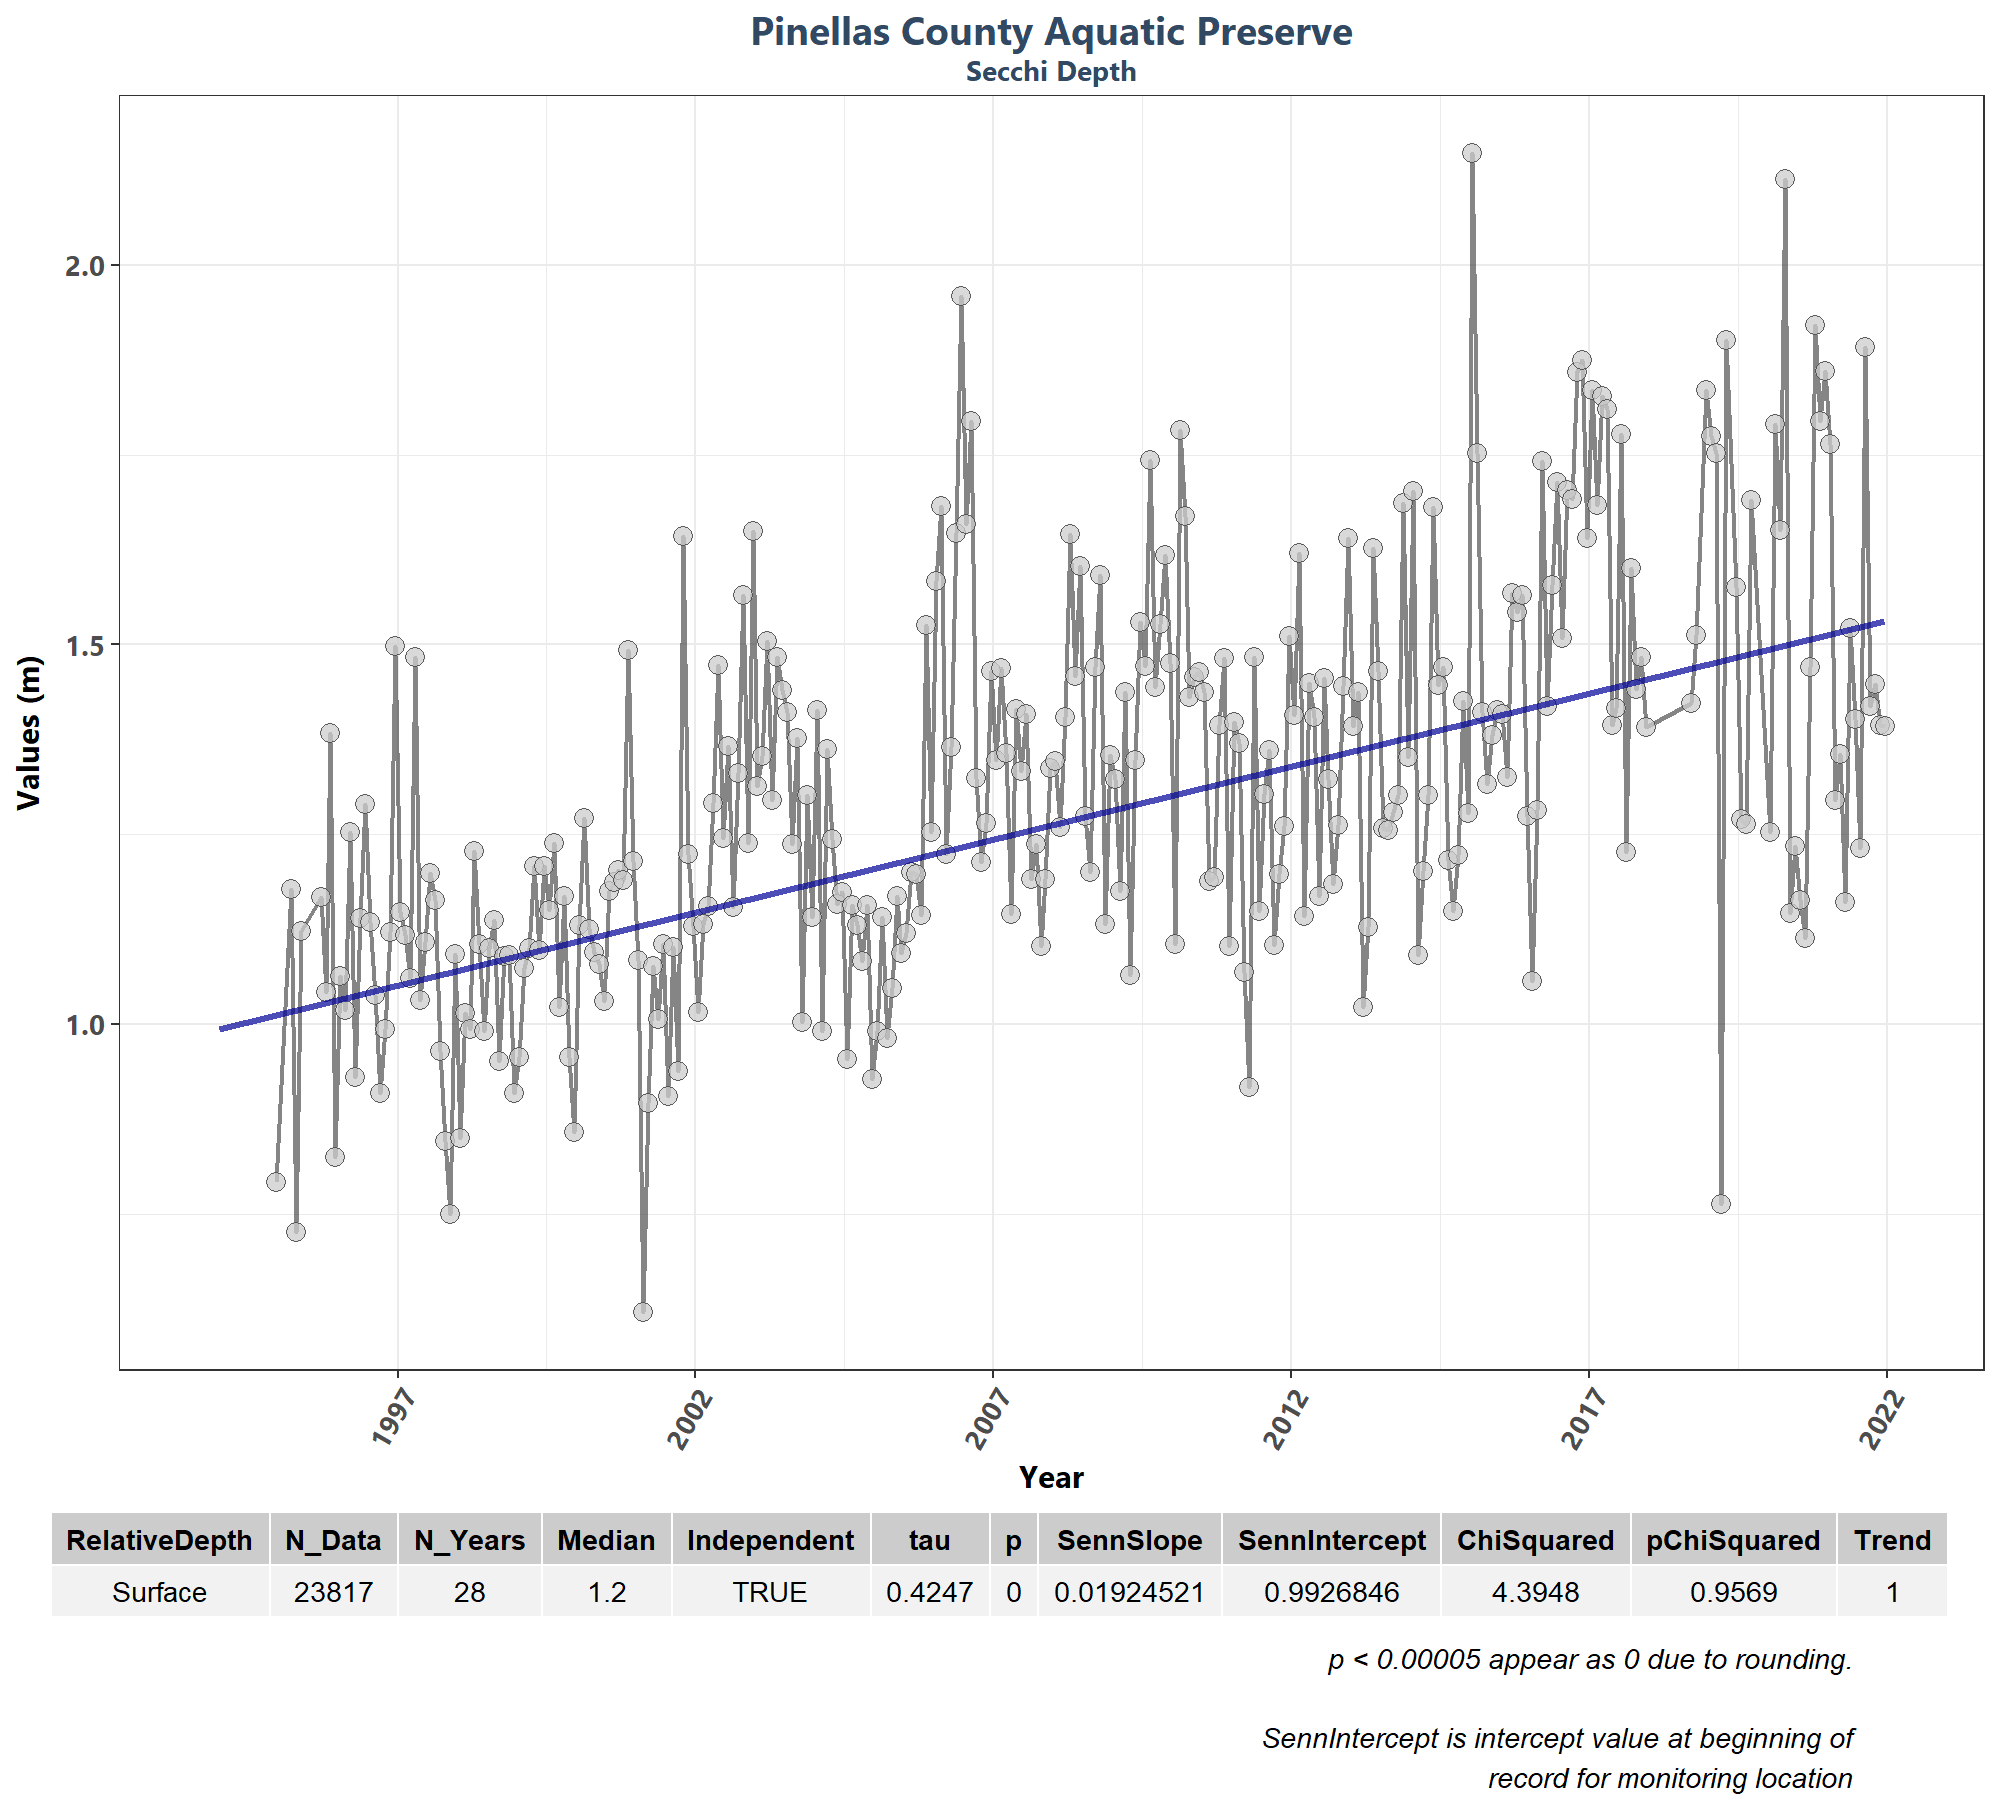 Pinellas County Aquatic Preserve
Secchi Depth
Values (m)
2.0
1.5
1.0
1997 2002 2007 2012 2017 2022
Year
RelativeDepth N_Data N_Years Median Independent tau p SennSlope SennIntercept ChiSquared pChiSquared Trend
Surface 23817 28 1.2 TRUE 0.4247 0 0.01924521 0.9926846 4.3948 0.9569 1
p < 0.00005 appear as 0 due to rounding.
SennIntercept is intercept value at beginning of
record for monitoring location